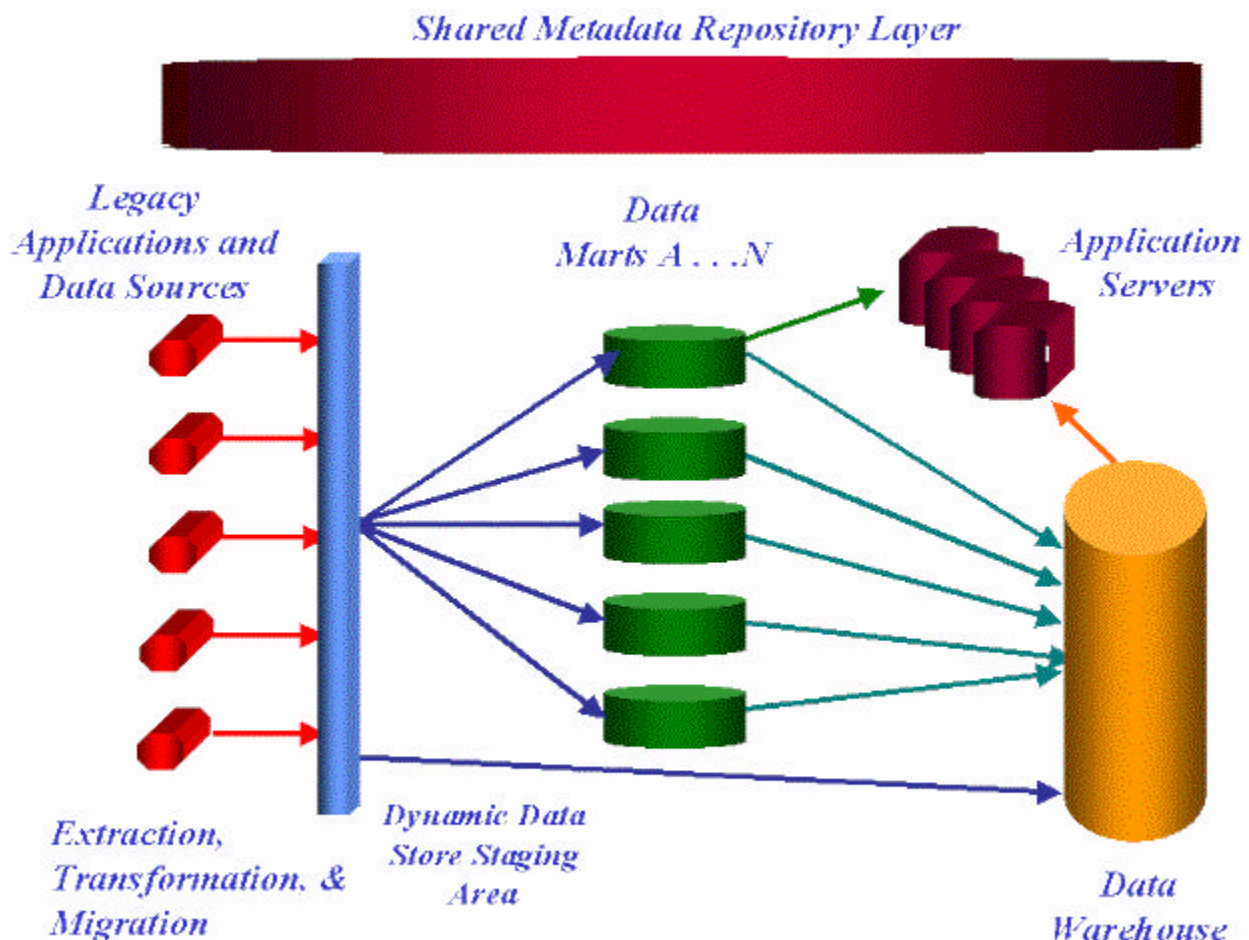 Shared Metadata Repository Layer
Legacy
Applications and
Data Sources
Data
Marts A . . .N
Application
Servers
Extraction,
Transformation, &
Migration
Dynamic Data
Store Staging
Area
Data
Warehouse